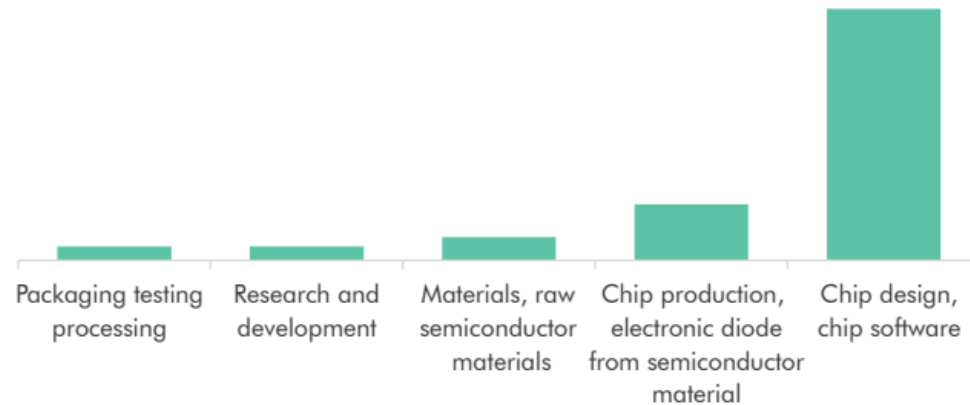 Packaging testing
processing
Research and
development
Materials, raw
semiconductor
materials
Chip production,
electronic diode
from semiconductor
material
Chip design,
chip software